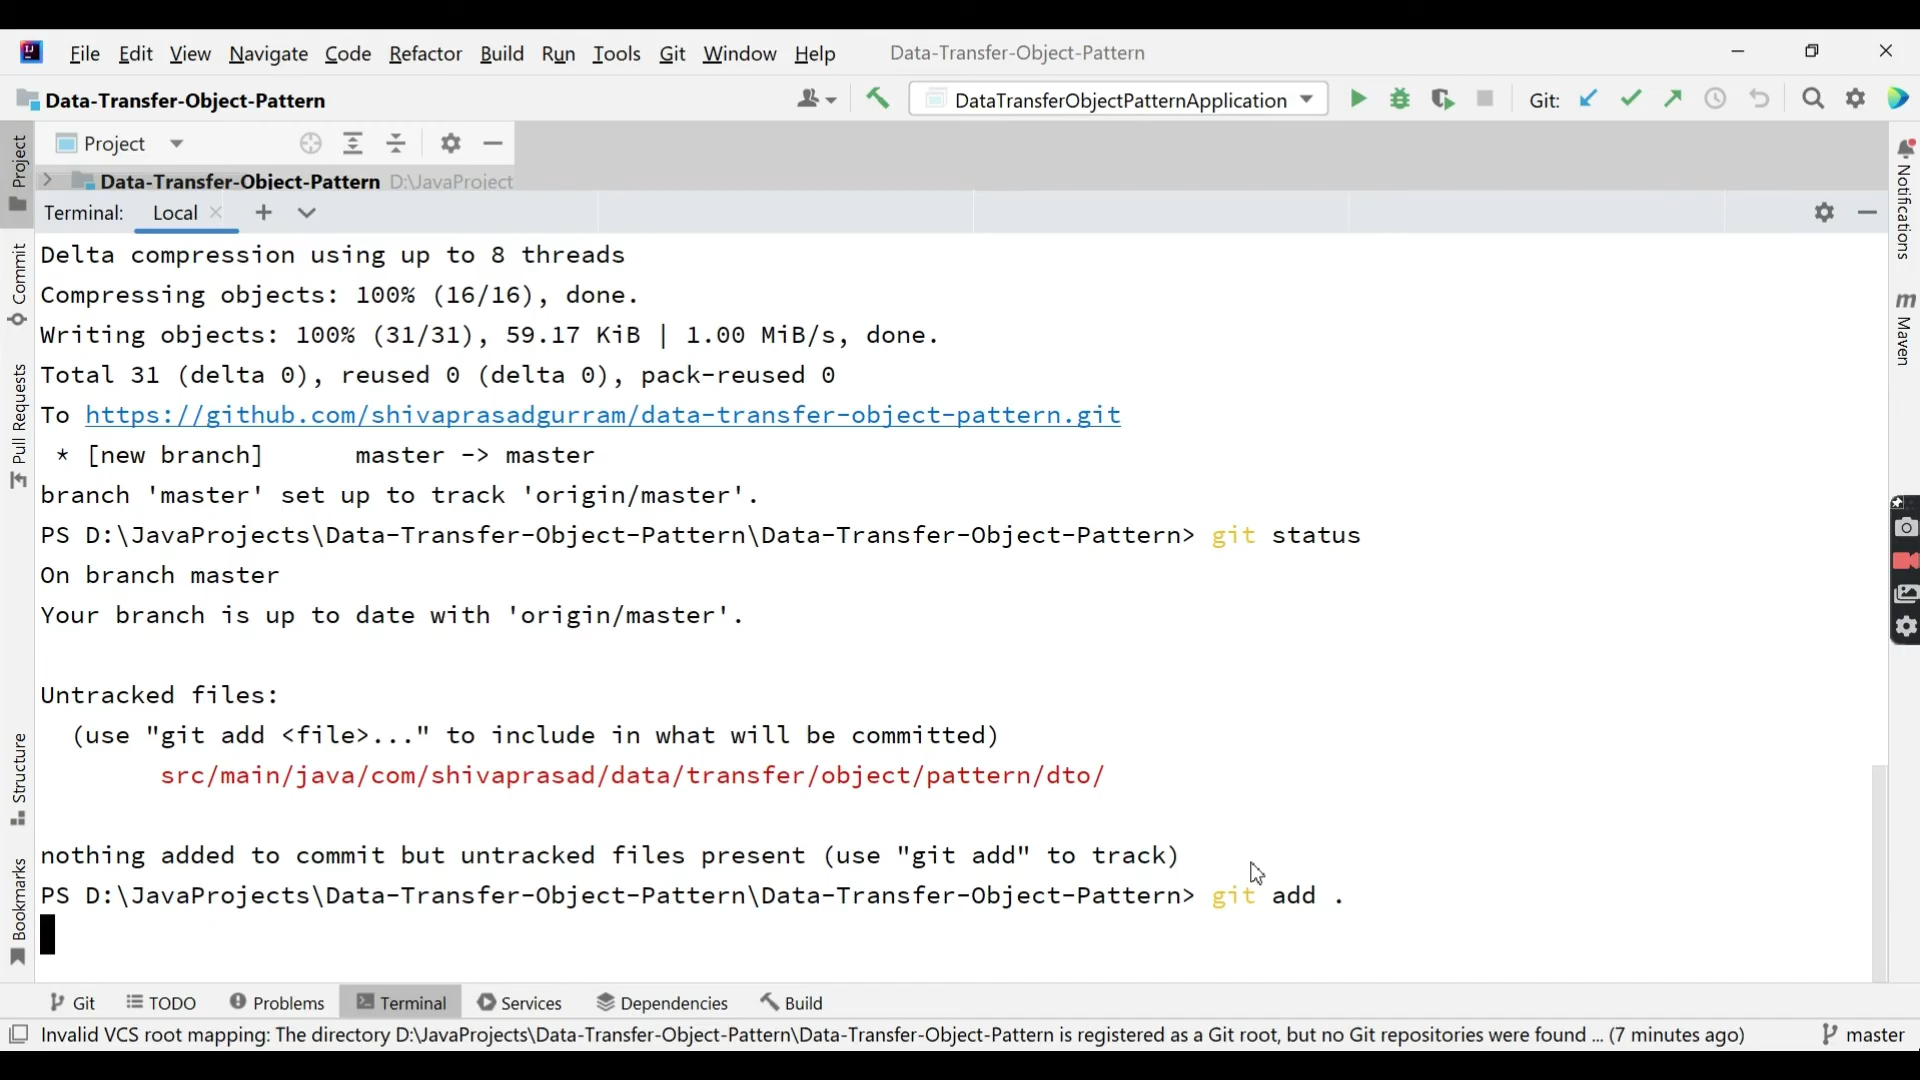 File Edit View Navigate Code Refactor Build Run Tools Git Window Help Data-Transfer-Object-Pattern
Data-Transfer-Object-Pattern DataTransferObjectPatternApplication Git:
Project
Data-Transfer-Object-Pattern D:\JavaProject
Terminal: Local
Delta compression using up to 8 threads
Compressing objects: 100% (16/16), done.
Writing objects: 100% (31/31), 59.17 KiB | 1.00 MiB/s, done.
Total 31 (delta 0), reused 0 (delta 0), pack-reused 0
To https://github.com/shivaprasadgurram/data-transfer-object-pattern.git
* [new branch] master -> master
branch 'master' set up to track 'origin/master'.
PS D:\JavaProjects\Data-Transfer-Object-Pattern\Data-Transfer-Object-Pattern> git status
On branch master
Your branch is up to date with 'origin/master'.
Untracked files:
(use "git add <file>..." to include in what will be committed)
src/main/java/com/shivaprasad/data/transfer/object/pattern/dto/
nothing added to commit but untracked files present (use "git add" to track)
PS D:\JavaProjects\Data-Transfer-Object-Pattern\Data-Transfer-Object-Pattern> git add .
Git TODO Problems Terminal Services Dependencies Build
Invalid VCS root mapping: The directory D:\JavaProjects\Data-Transfer-Object-Pattern\Data-Transfer-Object-Pattern is registered as a Git root, but no Git repositories were found ... (7 minutes ago) master
Project
Commit
Pull Requests
Structure
Bookmarks
Notifications
m Maven